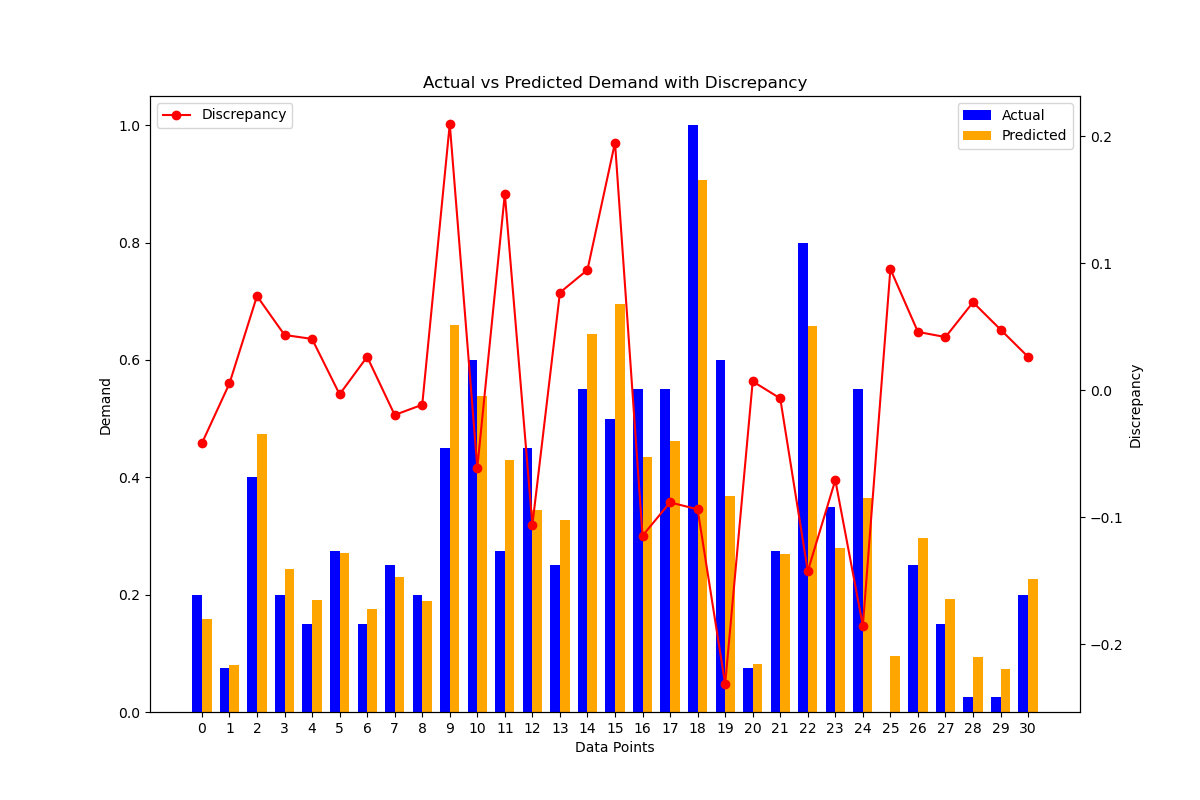 Actual vs Predicted Demand with Discrepancy
Discrepancy
Actual
Predicted
1.0
0.8
0.6
0.4
0.2
0.0
Demand
0.2
0.1
0.0
−0.1
−0.2
Discrepancy
0 1 2 3 4 5 6 7 8 9 10 11 12 13 14 15 16 17 18 19 20 21 22 23 24 25 26 27 28 29 30
Data Points